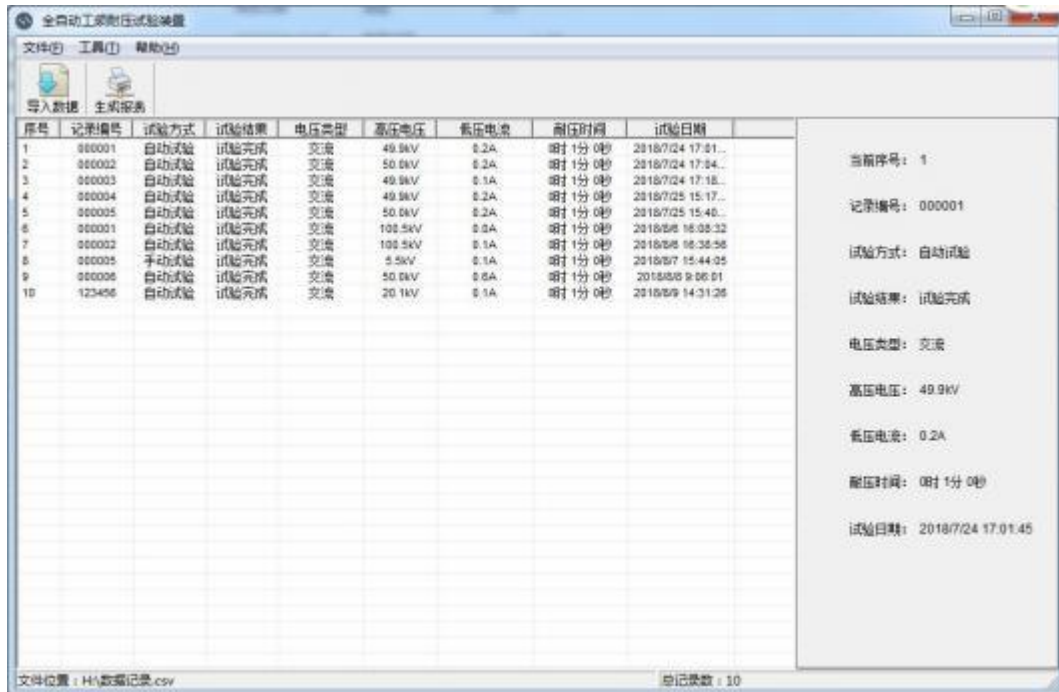 全自动工频耐压试验装置
文件(F) 工具(T) 帮助(H)
导入数据 生成报表
序号 记录编号 试验方式 试验结果 电压类型 高压电压 低压电流 耐压时间 试验日期
1 000001 自动试验 试验完成 交流 49.9kV 0.2A 0时 1分 0秒 2018/7/24 17:01...
2 000002 自动试验 试验完成 交流 50.0kV 0.2A 0时 1分 0秒 2018/7/24 17:04...
3 000003 自动试验 试验完成 交流 49.9kV 0.1A 0时 1分 0秒 2018/7/24 17:18...
4 000004 自动试验 试验完成 交流 49.9kV 0.2A 0时 1分 0秒 2018/7/25 15:17...
5 000005 自动试验 试验完成 交流 50.0kV 0.2A 0时 1分 0秒 2018/7/25 15:40...
6 000001 自动试验 试验完成 交流 100.5kV 0.0A 0时 1分 0秒 2018/8/6 16:08:32
7 000002 自动试验 试验完成 交流 100.5kV 0.1A 0时 1分 0秒 2018/8/6 16:38:56
8 000005 手动试验 试验完成 交流 5.5kV 0.1A 0时 1分 0秒 2018/8/7 15:44:05
9 000006 自动试验 试验完成 交流 50.0kV 0.6A 0时 1分 0秒 2018/8/8 9:06:01
10 123456 自动试验 试验完成 交流 20.1kV 0.1A 0时 1分 0秒 2018/8/9 14:31:26
当前序号： 1
记录编号： 000001
试验方式： 自动试验
试验结果： 试验完成
电压类型： 交流
高压电压： 49.9kV
低压电流： 0.2A
耐压时间： 0时 1分 0秒
试验日期： 2018/7/24 17:01:45
文件位置：H:\数据记录.csv 总记录数：10